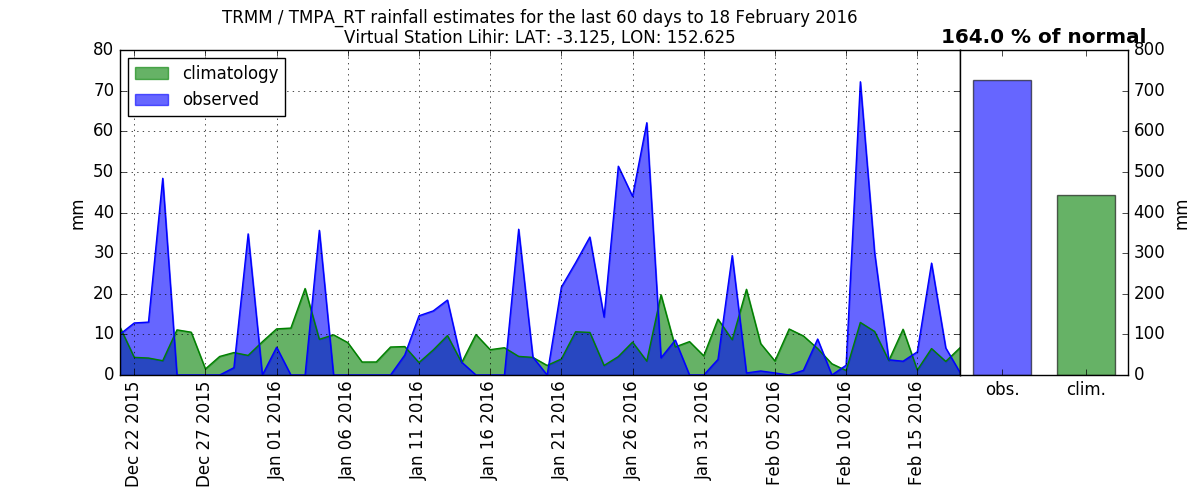 TRMM / TMPA_RT rainfall estimates for the last 60 days to 18 February 2016
Virtual Station Lihir: LAT: -3.125, LON: 152.625
164.0 % of normal
climatology
observed
80
70
60
50
40
30
20
10
0
mm
Dec 22 2015
Dec 27 2015
Jan 01 2016
Jan 06 2016
Jan 11 2016
Jan 16 2016
Jan 21 2016
Jan 26 2016
Jan 31 2016
Feb 05 2016
Feb 10 2016
Feb 15 2016
800
700
600
500
400
300
200
100
0
mm
obs.
clim.